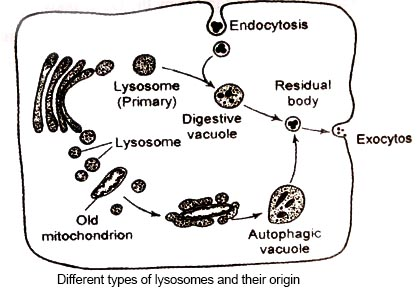 Endocytosis
Lysosome
(Primary)
Residual
body
Digestive
vacuole
Exocytos
Lysosome
Old
mitochondrion
Autophagic
vacuole
Different types of lysosomes and their origin